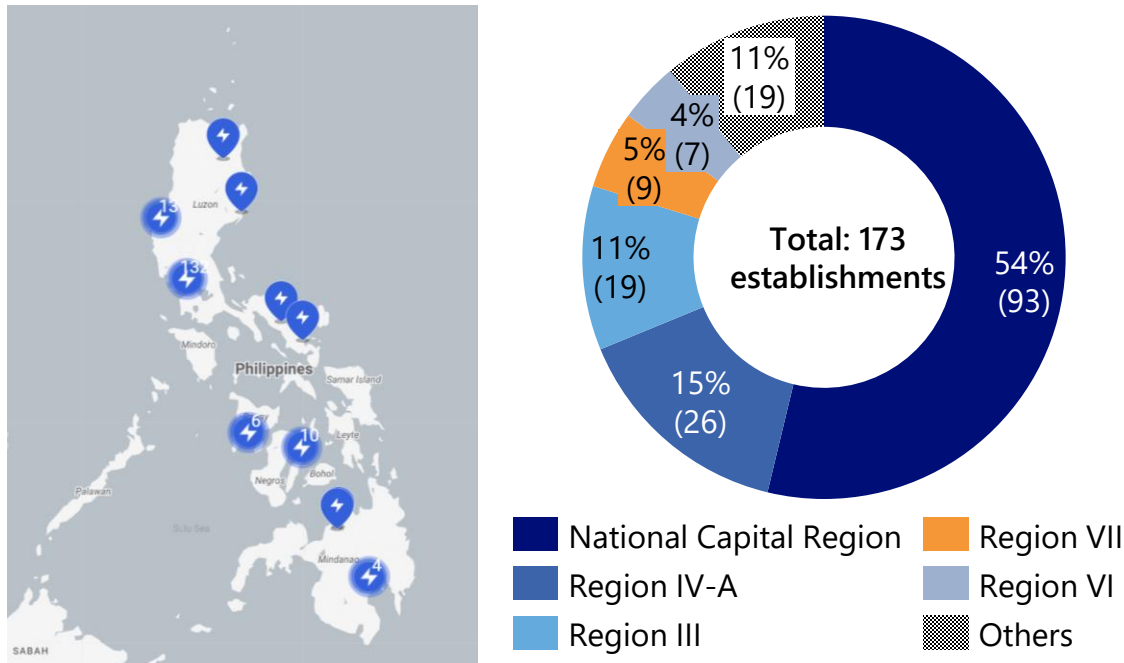 13
Luzon
132
Mindoro
Philippines
Samar Island
6
10
Leyte
Bohol
Negros
Palawan
Sulu Sea
Mindanao
4
SABAH
11%
(19)
4%
(7)
5%
(9)
11%
(19)
15%
(26)
54%
(93)
Total: 173
establishments
National Capital Region
Region IV-A
Region III
Region VII
Region VI
Others